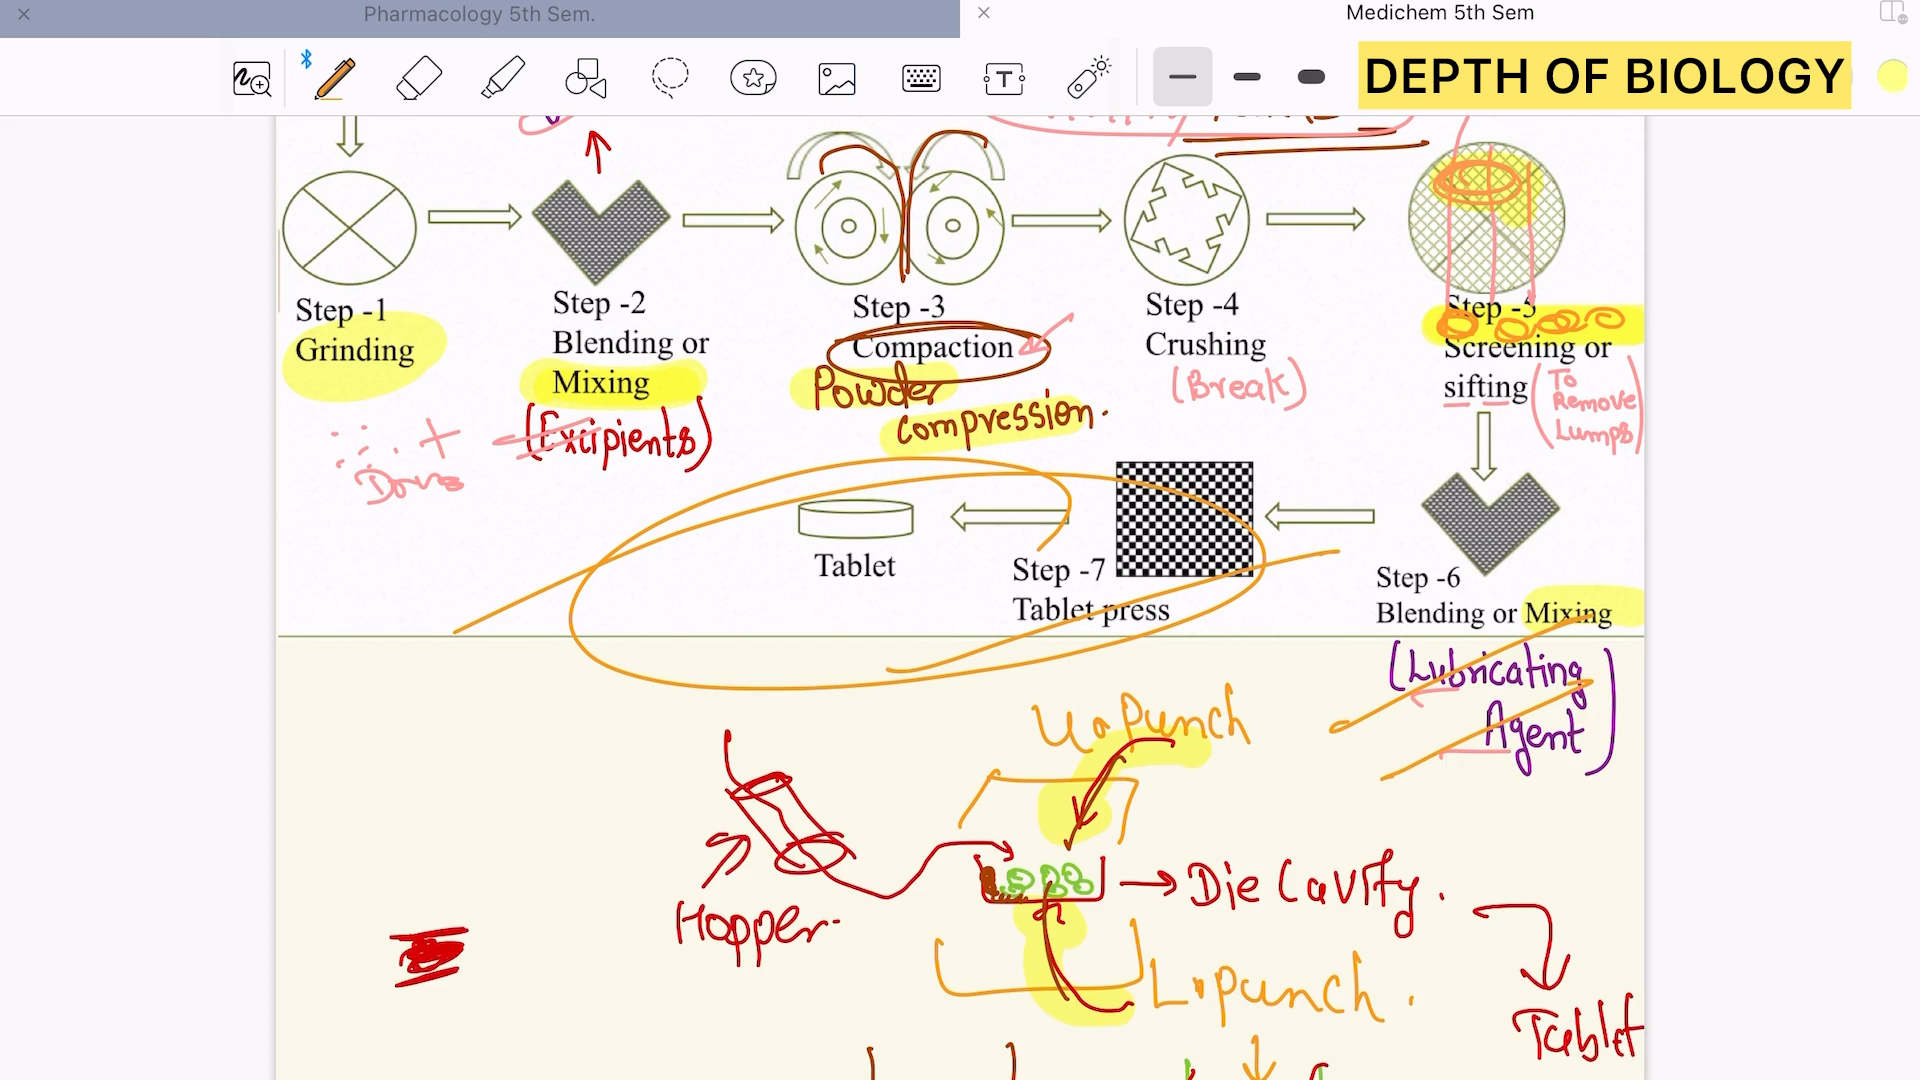 Pharmacology 5th Sem.
Medichem 5th Sem
DEPTH OF BIOLOGY
T
Step -1
Grinding
Step -2
Blending or
Mixing
(Excipients)
Step -3
Compaction
Powder
compression.
Step -4
Crushing
(Break)
Step -5
Screening or
sifting
(To
Remove
Lumps)
Tablet
Step -7
Tablet press
Step -6
Blending or Mixing
(Lubricating
Agent)
U. Punch
Hopper
Die Cavity.
L. punch.
Tablet